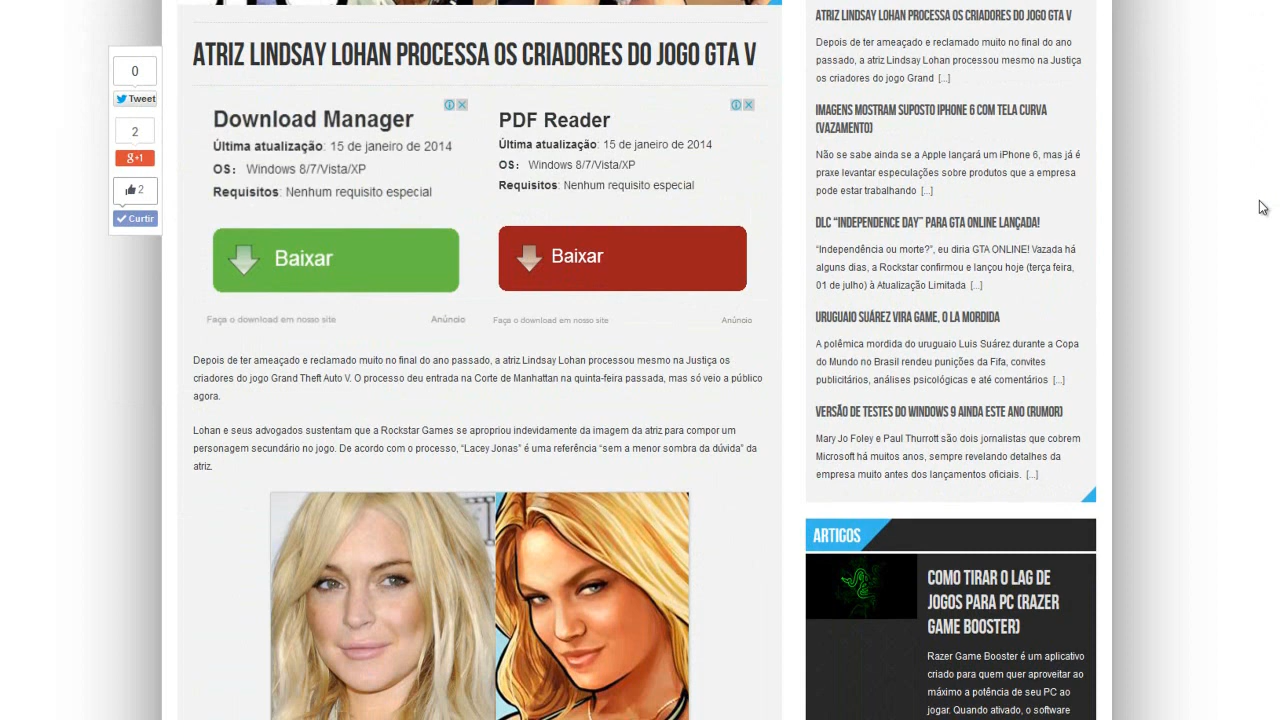 ATRIZ LINDSAY LOHAN PROCESSA OS CRIADORES DO JOGO GTA V
0
Tweet
2
g+1
2
Curtir
Download Manager
Última atualização: 15 de janeiro de 2014
OS: Windows 8/7/Vista/XP
Requisitos: Nenhum requisito especial
Baixar
Faça o download em nosso site
Anúncio
PDF Reader
Última atualização: 15 de janeiro de 2014
OS: Windows 8/7/Vista/XP
Requisitos: Nenhum requisito especial
Baixar
Faça o download em nosso site
Anúncio
Depois de ter ameaçado e reclamado muito no final do ano passado, a atriz Lindsay Lohan processou mesmo na Justiça os
criadores do jogo Grand Theft Auto V. O processo deu entrada na Corte de Manhattan na quinta-feira passada, mas só veio a público
agora.
Lohan e seus advogados sustentam que a Rockstar Games se apropriou indevidamente da imagem da atriz para compor um
personagem secundário no jogo. De acordo com o processo, “Lacey Jonas” é uma referência “sem a menor sombra da dúvida” da
atriz.
ATRIZ LINDSAY LOHAN PROCESSA OS CRIADORES DO JOGO GTA V
Depois de ter ameaçado e reclamado muito no final do ano
passado, a atriz Lindsay Lohan processou mesmo na Justiça
os criadores do jogo Grand [...]
IMAGENS MOSTRAM SUPOSTO IPHONE 6 COM TELA CURVA
(VAZAMENTO)
Não se sabe ainda se a Apple lançará um iPhone 6, mas já é
praxe levantar especulações sobre produtos que a empresa
pode estar trabalhando [...]
DLC “INDEPENDENCE DAY” PARA GTA ONLINE LANÇADA!
“Independência ou morte?”, eu diria GTA ONLINE! Vazada há
alguns dias, a Rockstar confirmou e lançou hoje (terça feira,
01 de julho) à Atualização Limitada [...]
URUGUAIO SUÁREZ VIRA GAME, O LA MORDIDA
A polêmica mordida do uruguaio Luis Suárez durante a Copa
do Mundo no Brasil rendeu punições da Fifa, convites
publicitários, análises psicológicas e até comentários [...]
VERSÃO DE TESTES DO WINDOWS 9 AINDA ESTE ANO (RUMOR)
Mary Jo Foley e Paul Thurrott são dois jornalistas que cobrem
Microsoft há muitos anos, sempre revelando detalhes da
empresa muito antes dos lançamentos oficiais. [...]
ARTIGOS
COMO TIRAR O LAG DE
JOGOS PARA PC (RAZER
GAME BOOSTER)
Razer Game Booster é um aplicativo
criado para quem quer aproveitar ao
máximo a potência de seu PC ao
jogar. Quando ativado, o software